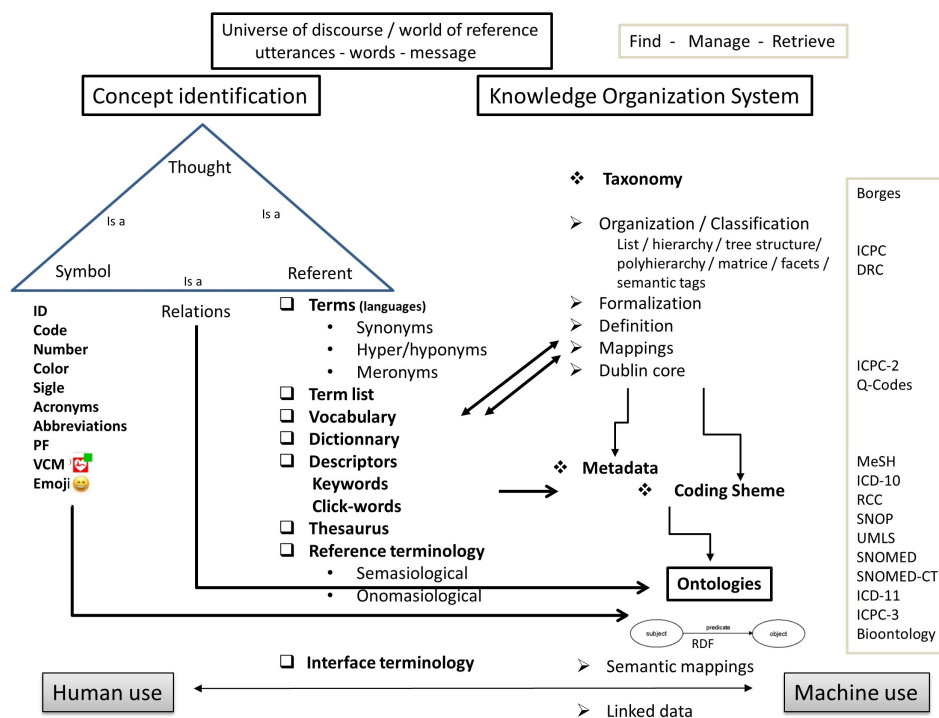 Universe of discourse / world of reference
utterances - words - message
Find - Manage - Retrieve
Concept identification
Knowledge Organization System
Thought
Is a
Is a
Symbol
Is a
Referent
ID
Code
Number
Color
Sigle
Acronyms
Abbreviations
PF
VCM
Emoji
Relations
Terms (languages)
Synonyms
Hyper/hyponyms
Meronyms
Term list
Vocabulary
Dictionnary
Descriptors
Keywords
Click-words
Thesaurus
Reference terminology
Semasiological
Onomasiological
Interface terminology
Taxonomy
Organization / Classification
List / hierarchy / tree structure/
polyhierarchy / matrice / facets /
semantic tags
Formalization
Definition
Mappings
Dublin core
Metadata
Coding Sheme
Ontologies
subject
predicate
object
RDF
Semantic mappings
Linked data
Borges
ICPC
DRC
ICPC-2
Q-Codes
MeSH
ICD-10
RCC
SNOP
UMLS
SNOMED
SNOMED-CT
ICD-11
ICPC-3
Bioontology
Human use
Machine use